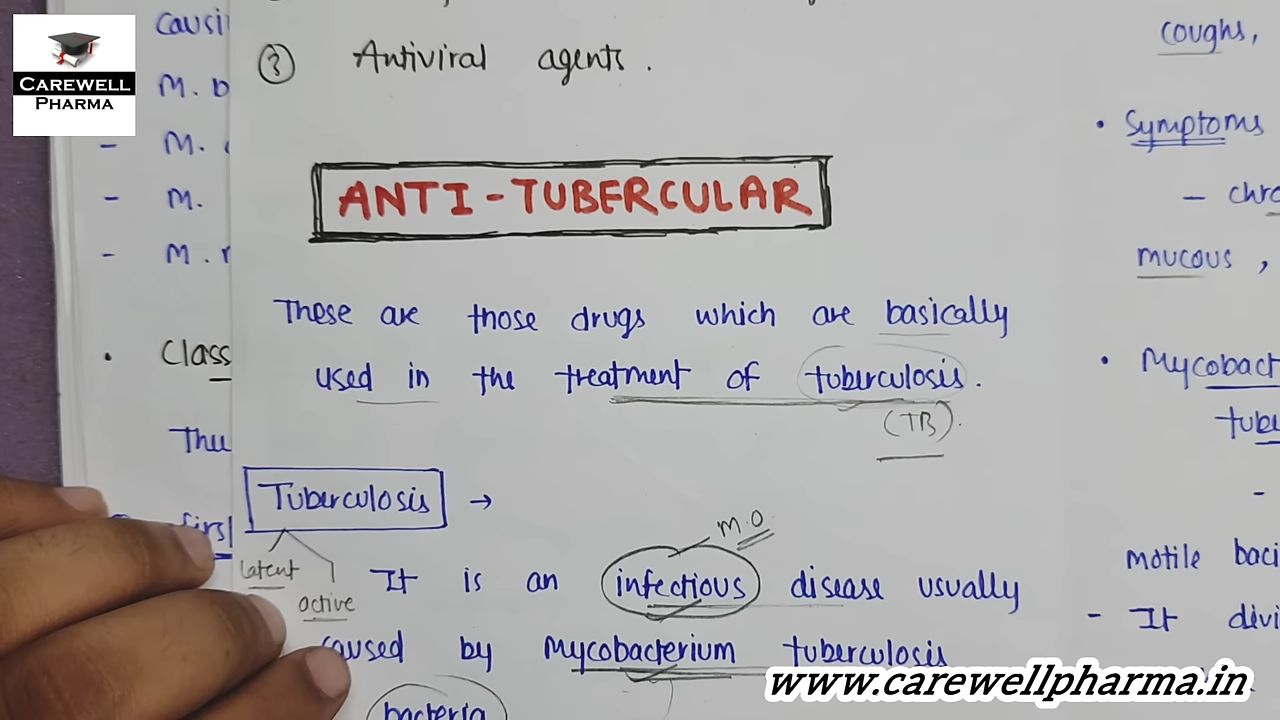 CAREWELL
PHARMA
③ Antiviral agents.
ANTI-TUBERCULAR
These are those drugs which are basically
used in the treatment of tuberculosis.
(TB).
Tuberculosis →
latent
active
M.O
It is an infectious disease usually
caused by Mycobacterium tuberculosis
bacteria
M.
M.
M.
coughs,
• Symptoms
mucous,
•
motile
- It
www.carewellpharma.in